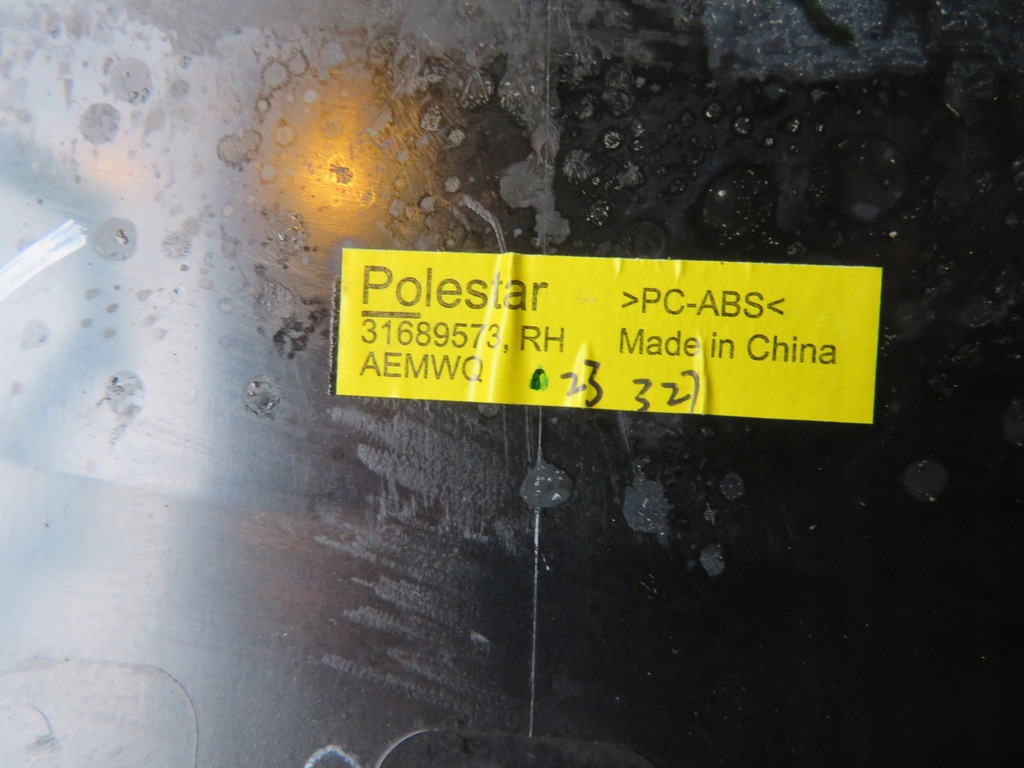 Polestar
31689573, RH
AEMWQ
>PC-ABS<
Made in China
23 327